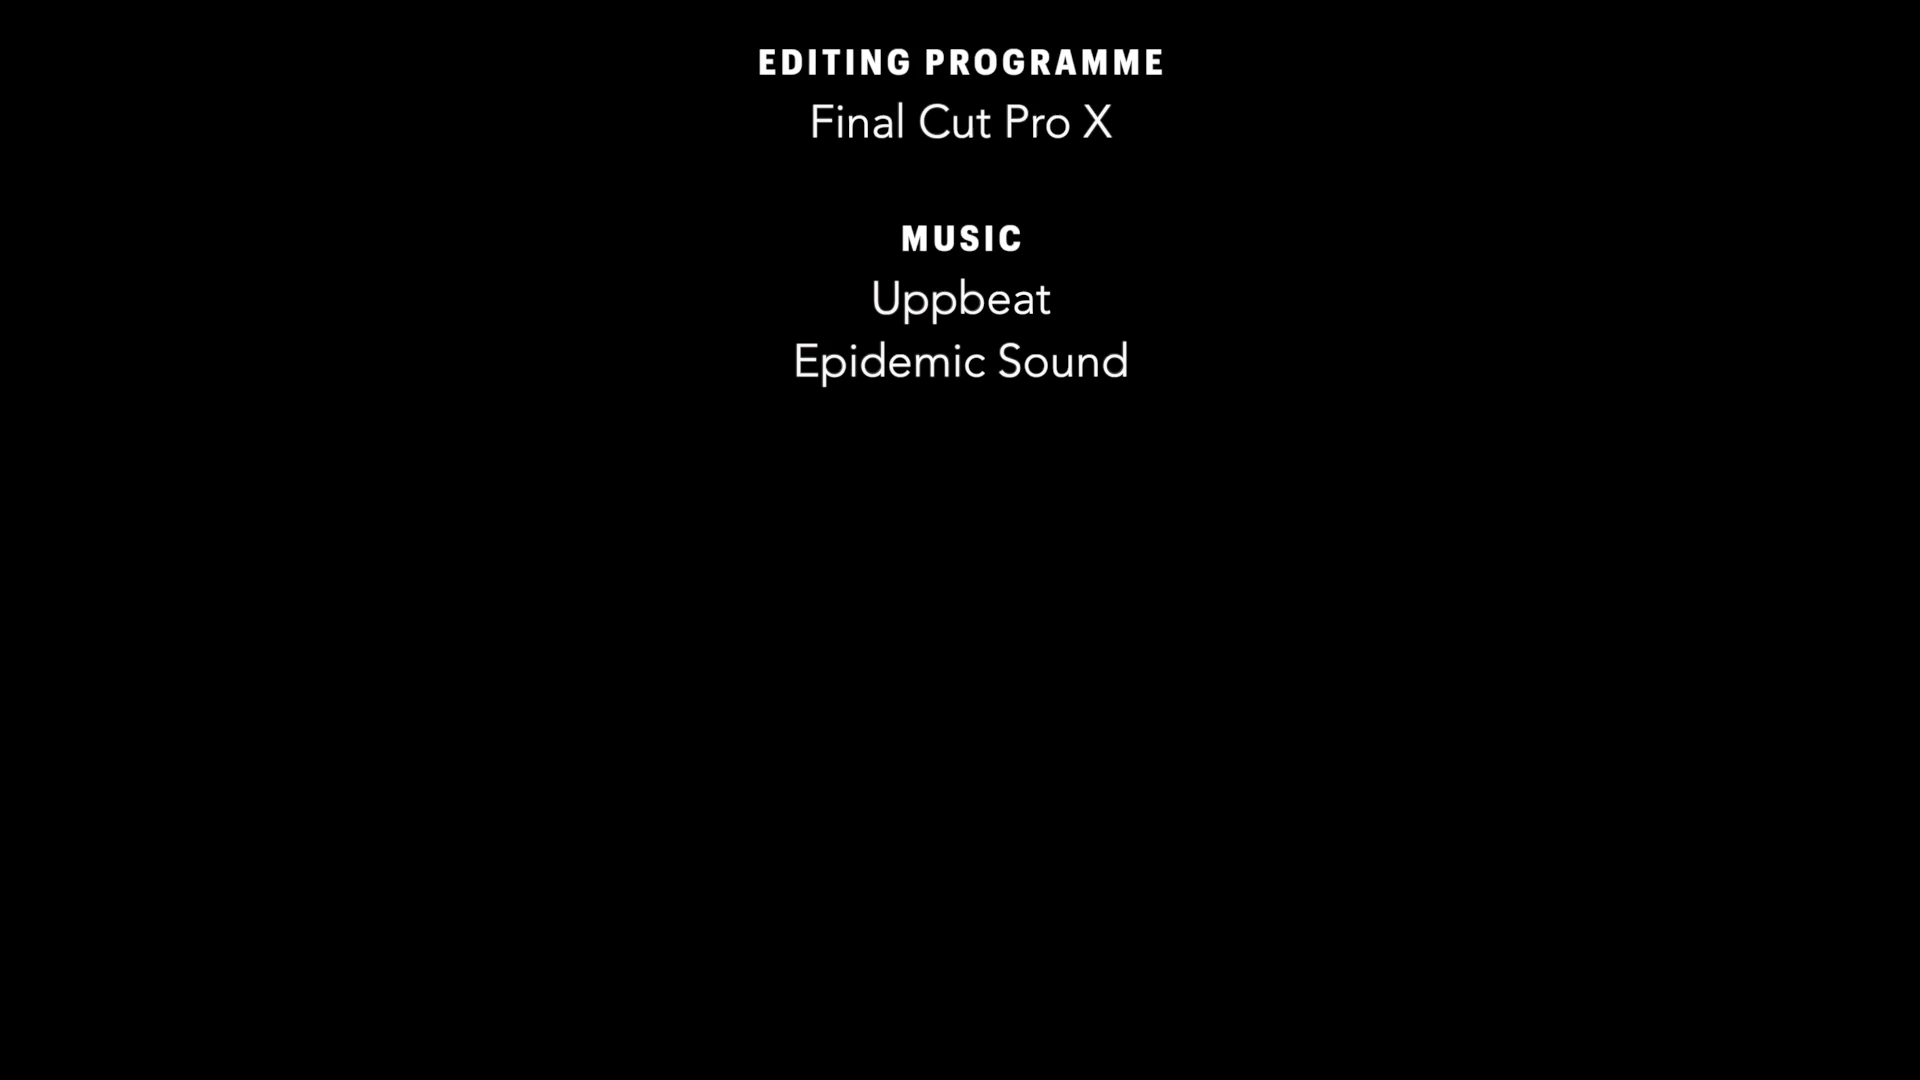 EDITING PROGRAMME
Final Cut Pro X
MUSIC
Uppbeat
Epidemic Sound